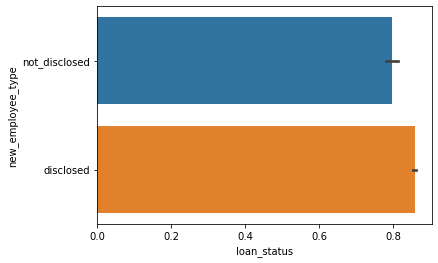 new_employee_type
not_disclosed
disclosed
0.0 0.2 0.4 0.6 0.8
loan_status